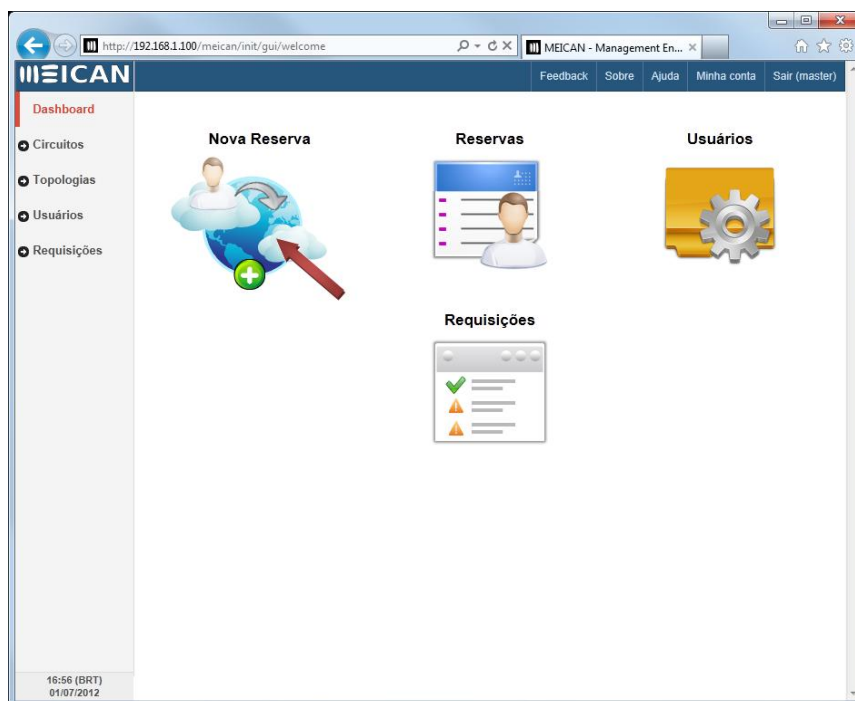 http://192.168.1.100/meican/init/gui/welcome
MEICAN - Management En...
MEICAN
Feedback Sobre Ajuda Minha conta Sair (master)
Dashboard
Circuitos
Topologias
Usuários
Requisições
Nova Reserva
Reservas
Usuários
Requisições
16:56 (BRT)
01/07/2012